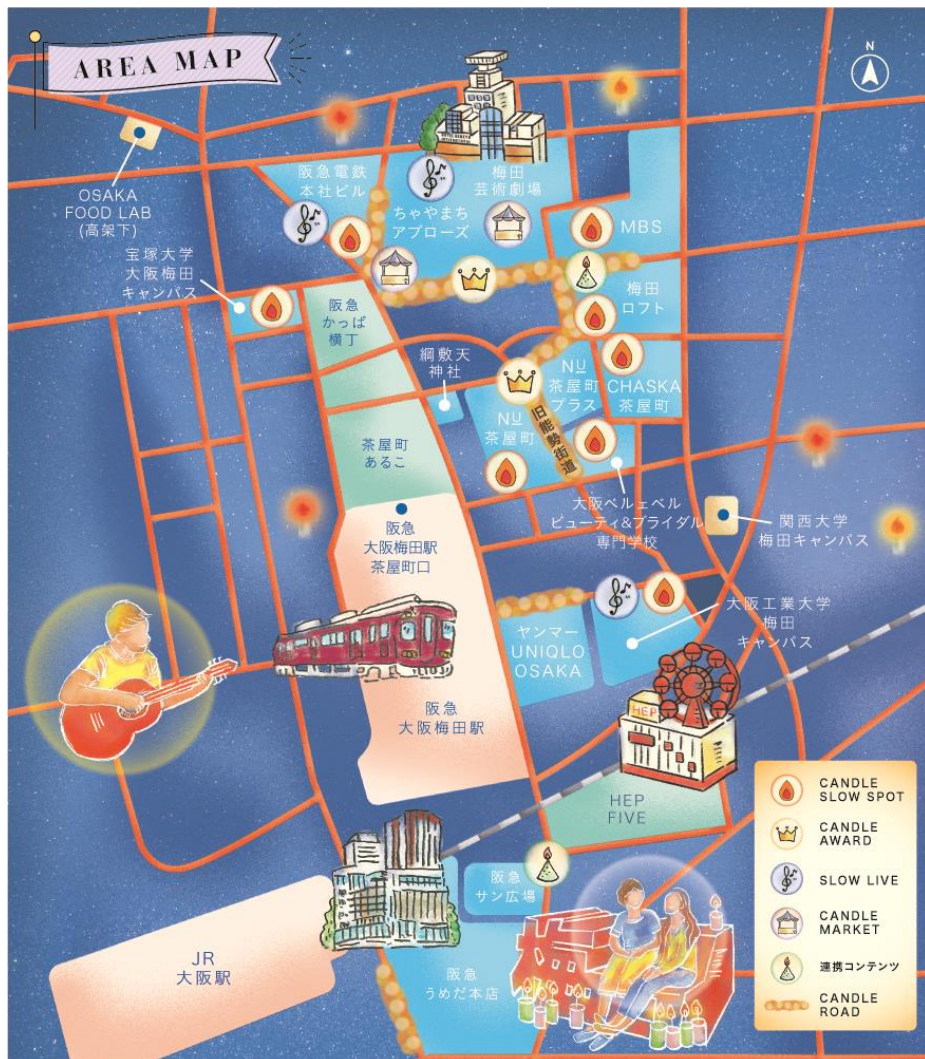 AREA MAP
N
OSAKA
FOOD LAB
(高架下)
阪急電鉄
本社ビル
ちゃやまち
アプローズ
梅田
芸術劇場
MBS
宝塚大学
大阪梅田
キャンパス
阪急
かっぱ
横丁
梅田
ロフト
綱敷天
神社
NU
茶屋町
プラス
CHASKA
茶屋町
NU
茶屋町
旧能勢街道
茶屋町
あるこ
大阪ベルェベル
ビューティ&ブライダル
専門学校
関西大学
梅田キャンパス
阪急
大阪梅田駅
茶屋町口
大阪工業大学
梅田
キャンパス
ヤンマー
UNIQLO
OSAKA
阪急
大阪梅田駅
HEP
HEP
FIVE
阪急
サン広場
JR
大阪駅
阪急
うめだ本店
梅
CANDLE
SLOW SPOT
CANDLE
AWARD
SLOW LIVE
CANDLE
MARKET
連携コンテンツ
CANDLE
ROAD